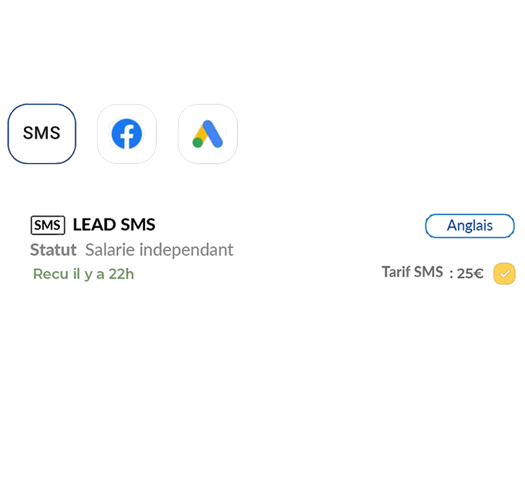 SMS
SMS LEAD SMS
Anglais
Statut Salarie independant
Recu il y a 22h
Tarif SMS : 25€